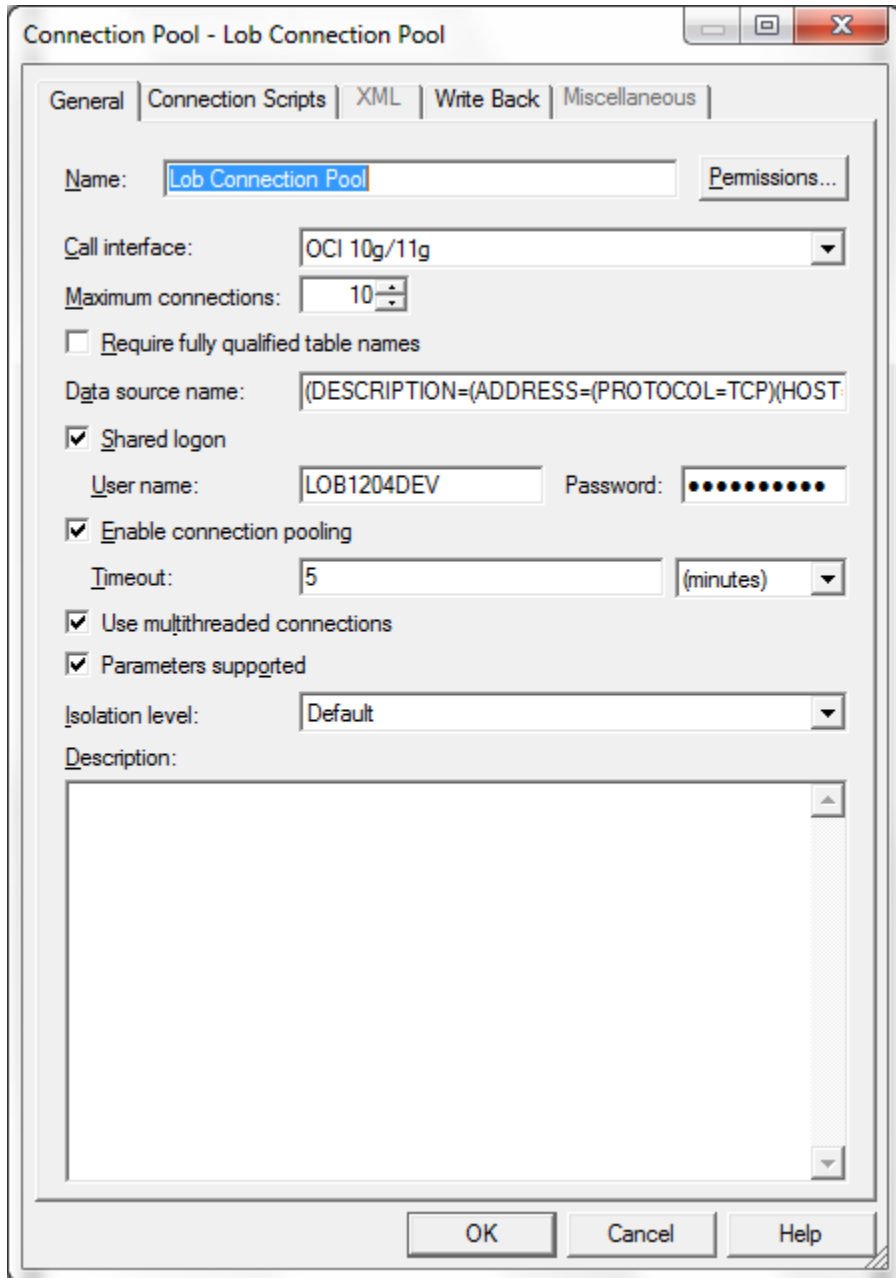 Connection Pool - Lob Connection Pool
General Connection Scripts XML Write Back Miscellaneous
Name: Lob Connection Pool Permissions...
Call interface: OCI 10g/11g
Maximum connections: 10
Require fully qualified table names
Data source name: (DESCRIPTION=(ADDRESS=(PROTOCOL=TCP)(HOST=
Shared logon
User name: LOB1204DEV Password: ●●●●●●●●●●
Enable connection pooling
Timeout: 5 (minutes)
Use multithreaded connections
Parameters supported
Isolation level: Default
Description:
OK Cancel Help